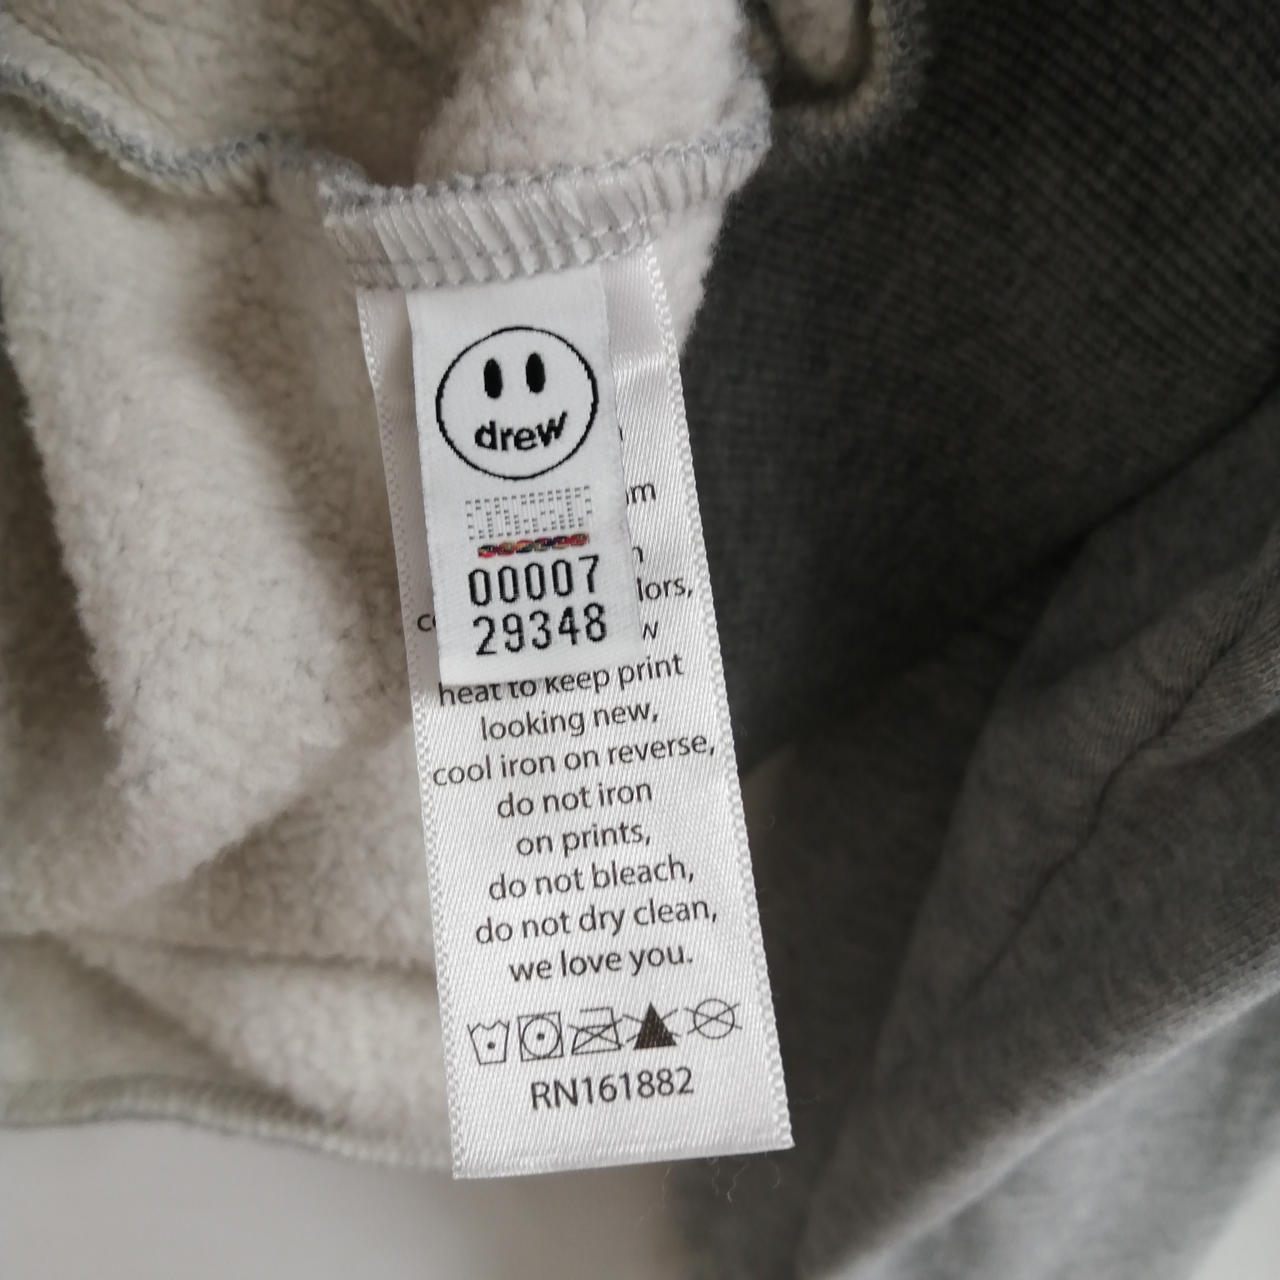 drew
00007
29348
lors,
heat to keep print
looking new,
cool iron on reverse,
do not iron
on prints,
do not bleach,
do not dry clean,
we love you.
RN161882